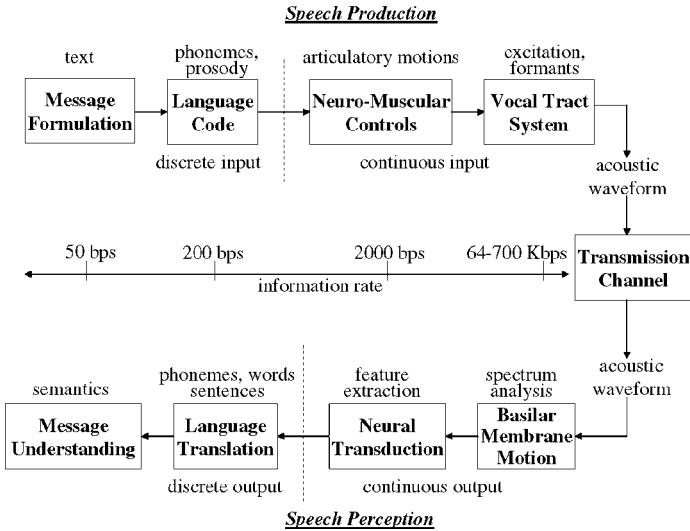 Speech Production
text
phonemes,
prosody
articulatory motions
excitation,
formants
Message
Formulation
Language
Code
Neuro-Muscular
Controls
Vocal Tract
System
discrete input
continuous input
acoustic
waveform
50 bps
200 bps
2000 bps
64-700 Kbps
information rate
Transmission
Channel
acoustic
waveform
semantics
phonemes, words
sentences
feature
extraction
spectrum
analysis
Message
Understanding
Language
Translation
Neural
Transduction
Basilar
Membrane
Motion
discrete output
continuous output
Speech Perception